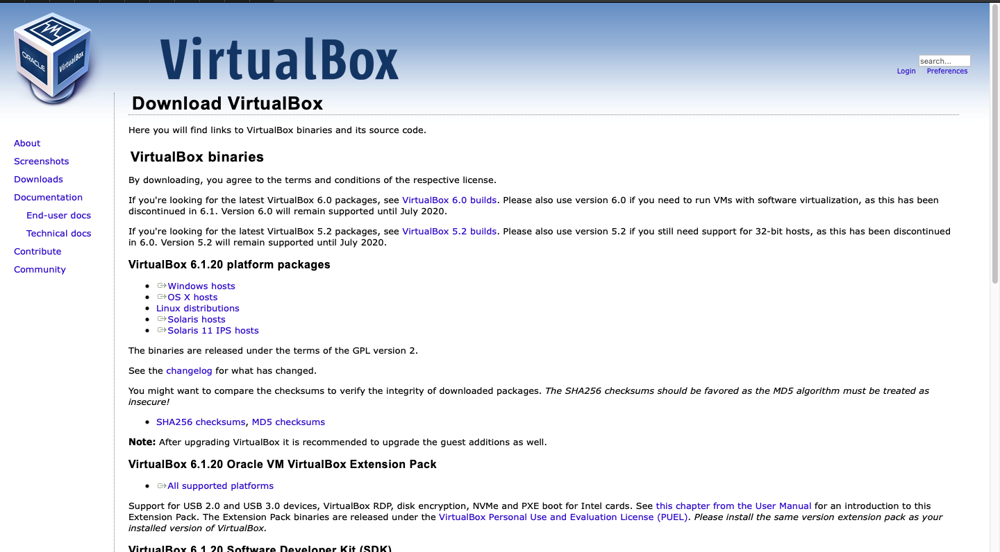 ORACLE
VirtualBox
VirtualBox
search...
Login Preferences
About
Screenshots
Downloads
Documentation
End-user docs
Technical docs
Contribute
Community
Download VirtualBox
Here you will find links to VirtualBox binaries and its source code.
VirtualBox binaries
By downloading, you agree to the terms and conditions of the respective license.
If you're looking for the latest VirtualBox 6.0 packages, see VirtualBox 6.0 builds. Please also use version 6.0 if you need to run VMs with software virtualization, as this has been
discontinued in 6.1. Version 6.0 will remain supported until July 2020.
If you're looking for the latest VirtualBox 5.2 packages, see VirtualBox 5.2 builds. Please also use version 5.2 if you still need support for 32-bit hosts, as this has been discontinued
in 6.0. Version 5.2 will remain supported until July 2020.
VirtualBox 6.1.20 platform packages
Windows hosts
OS X hosts
Linux distributions
Solaris hosts
Solaris 11 IPS hosts
The binaries are released under the terms of the GPL version 2.
See the changelog for what has changed.
You might want to compare the checksums to verify the integrity of downloaded packages. The SHA256 checksums should be favored as the MD5 algorithm must be treated as
insecure!
SHA256 checksums, MD5 checksums
Note: After upgrading VirtualBox it is recommended to upgrade the guest additions as well.
VirtualBox 6.1.20 Oracle VM VirtualBox Extension Pack
All supported platforms
Support for USB 2.0 and USB 3.0 devices, VirtualBox RDP, disk encryption, NVMe and PXE boot for Intel cards. See this chapter from the User Manual for an introduction to this
Extension Pack. The Extension Pack binaries are released under the VirtualBox Personal Use and Evaluation License (PUEL). Please install the same version extension pack as your
installed version of VirtualBox.
VirtualBox 6.1.20 Software Developer Kit (SDK)